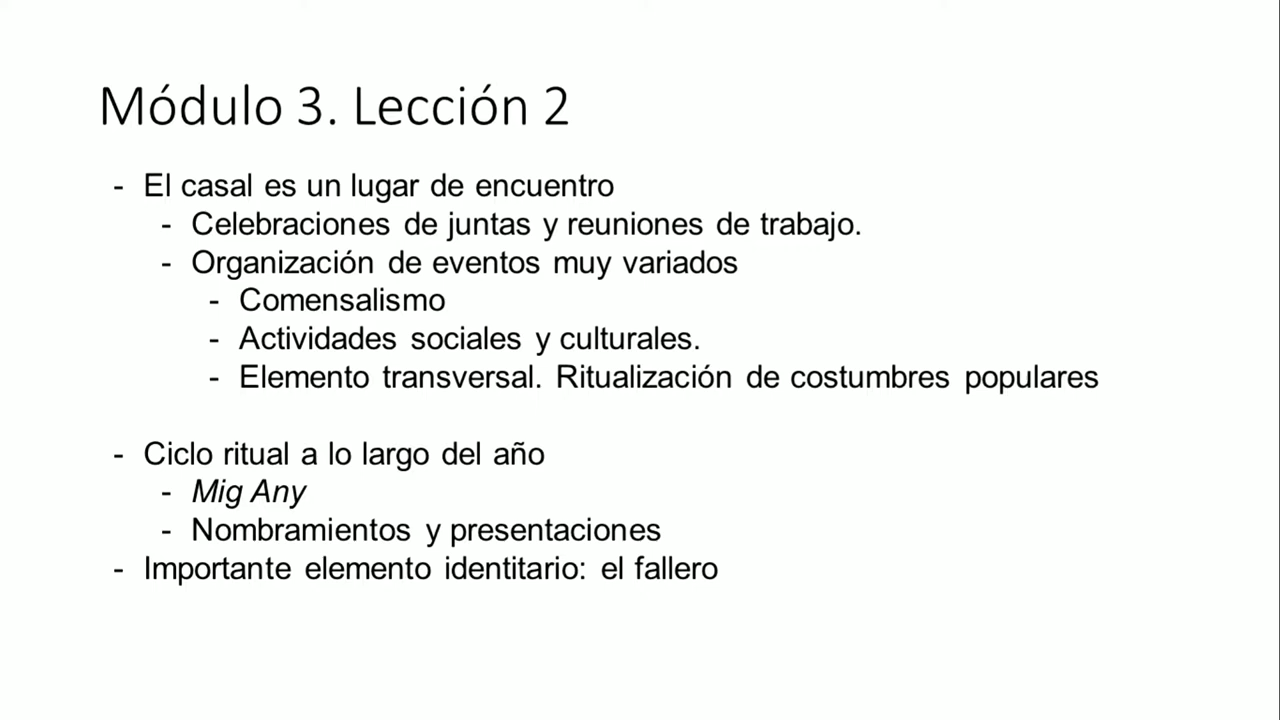 Módulo 3. Lección 2
- El casal es un lugar de encuentro
- Celebraciones de juntas y reuniones de trabajo.
- Organización de eventos muy variados
- Comensalismo
- Actividades sociales y culturales.
- Elemento transversal. Ritualización de costumbres populares
- Ciclo ritual a lo largo del año
- Mig Any
- Nombramientos y presentaciones
- Importante elemento identitario: el fallero